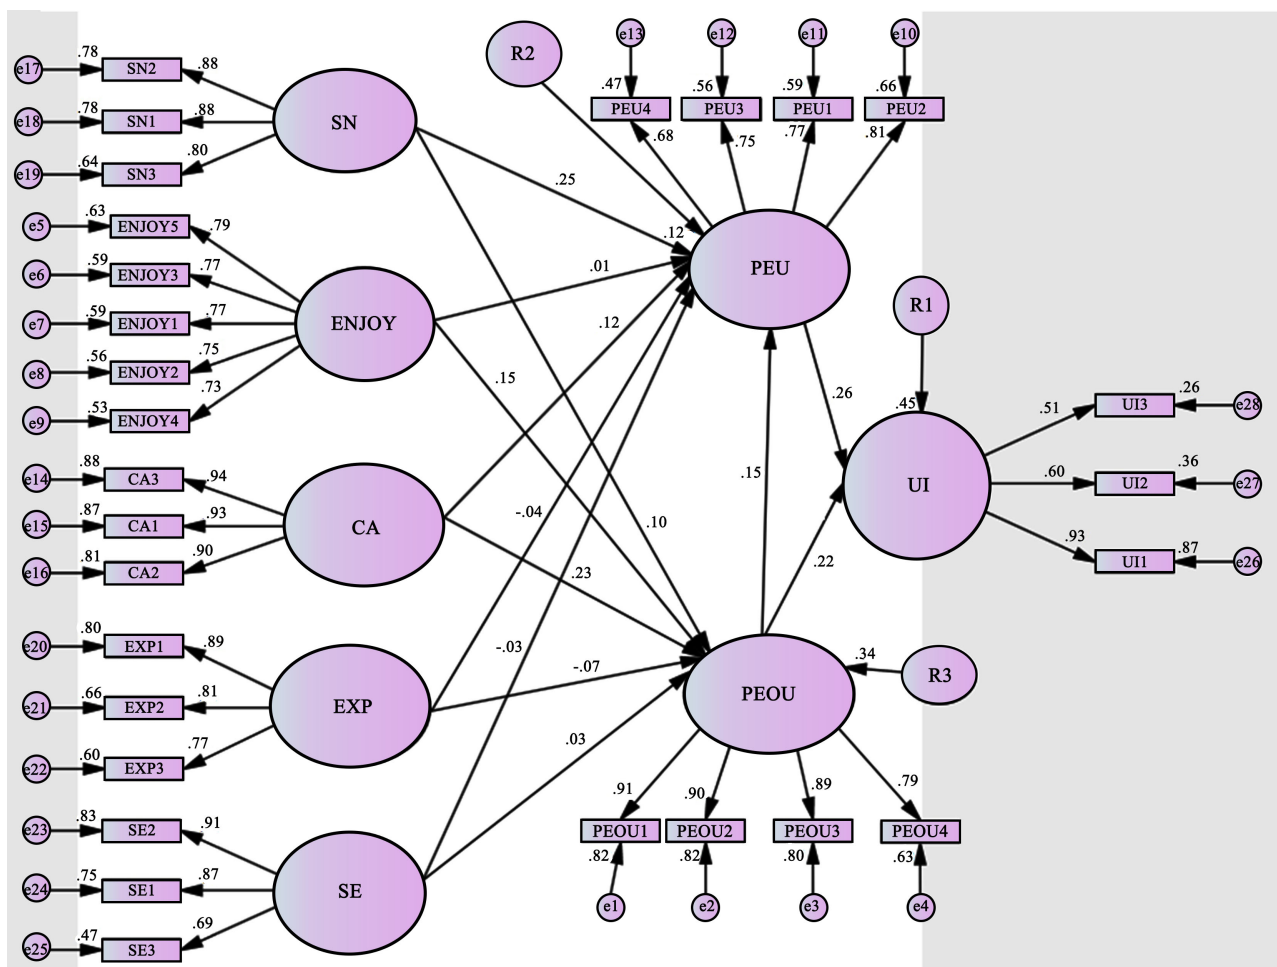 e17 .78 SN2 .88
e18 .78 SN1 .88
e19 .64 SN3 .80
SN
e5 .63 ENJOY5 .79
e6 .59 ENJOY3 .77
e7 .59 ENJOY1 .77
e8 .56 ENJOY2 .75
e9 .53 ENJOY4 .73
ENJOY
e14 .88 CA3 .94
e15 .87 CA1 .93
e16 .81 CA2 .90
CA
e20 .80 EXP1 .89
e21 .66 EXP2 .81
e22 .60 EXP3 .77
EXP
e23 .83 SE2 .91
e24 .75 SE1 .87
e25 .47 SE3 .69
SE
R2
e13 e12 e11 e10
.47 .56 .59 .66
PEU4 PEU3 PEU1 PEU2
.68 .75 .77 .81
.25
.12
.01
.12
.15
-.04
.10
.23
-.03
-.07
.03
PEU
.15
.26
.22
R1
.45
UI
.51 UI3 .26 e28
.60 UI2 .36 e27
.93 UI1 .87 e26
PEOU
.34 R3
.91 .90 .89 .79
PEOU1 PEOU2 PEOU3 PEOU4
.82 .82 .80 .63
e1 e2 e3 e4